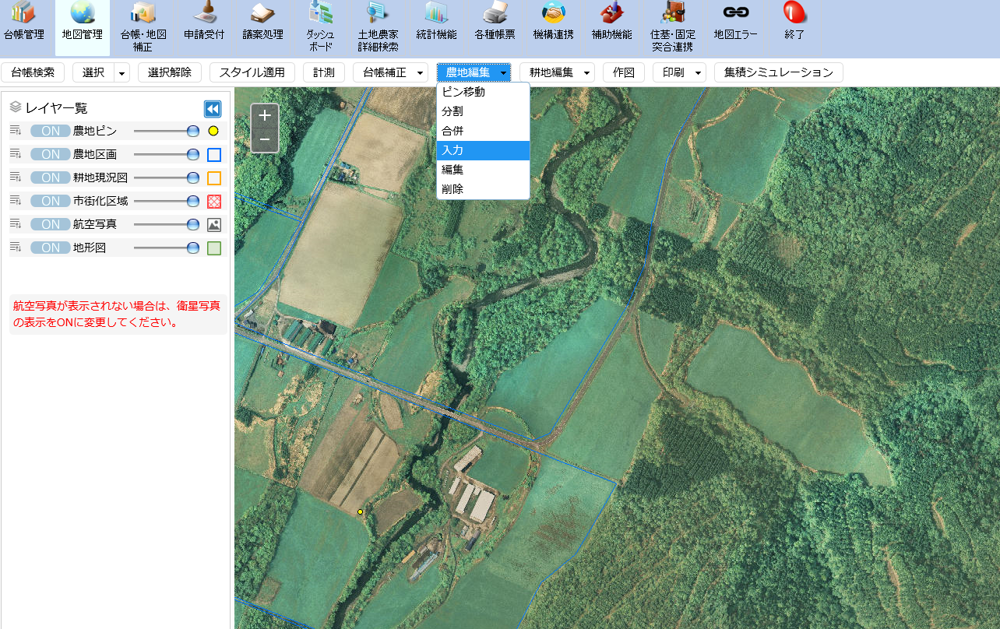 台帳管理
地図管理
台帳・地図
補正
申請受付
議案処理
ダッシュ
ボード
土地農家
詳細検索
統計機能
各種帳票
機構連携
補助機能
住基・固定
突合連携
地図エラー
終了
台帳検索
選択
選択解除
スタイル適用
計測
台帳補正
農地編集
耕地編集
作図
印刷
集積シミュレーション
ピン移動
分割
合併
入力
編集
削除
レイヤ一覧
ON 農地ピン
ON 農地区画
ON 耕地現況図
ON 市街化区域
ON 航空写真
ON 地形図
航空写真が表示されない場合は、衛星写真
の表示をONに変更してください。
+
−